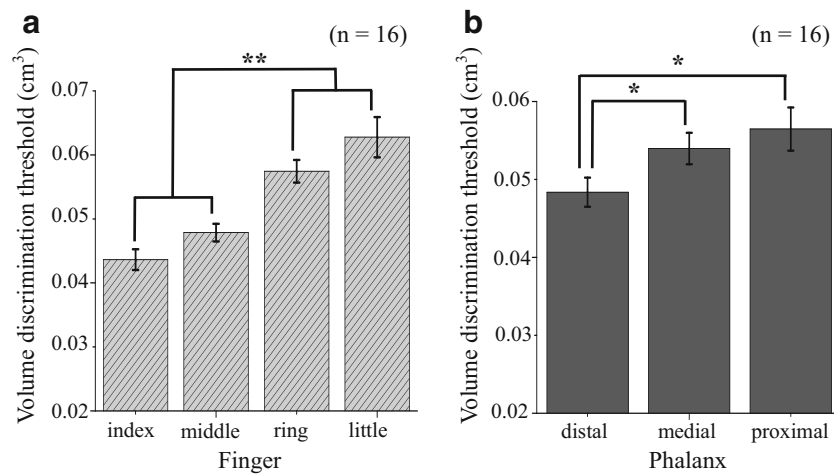 a
(n = 16)
**
Volume discrimination threshold (cm³)
0.07
0.06
0.05
0.04
0.03
0.02
index middle ring little
Finger
b
(n = 16)
*
*
Volume discrimination threshold (cm³)
0.06
0.05
0.04
0.03
0.02
distal medial proximal
Phalanx